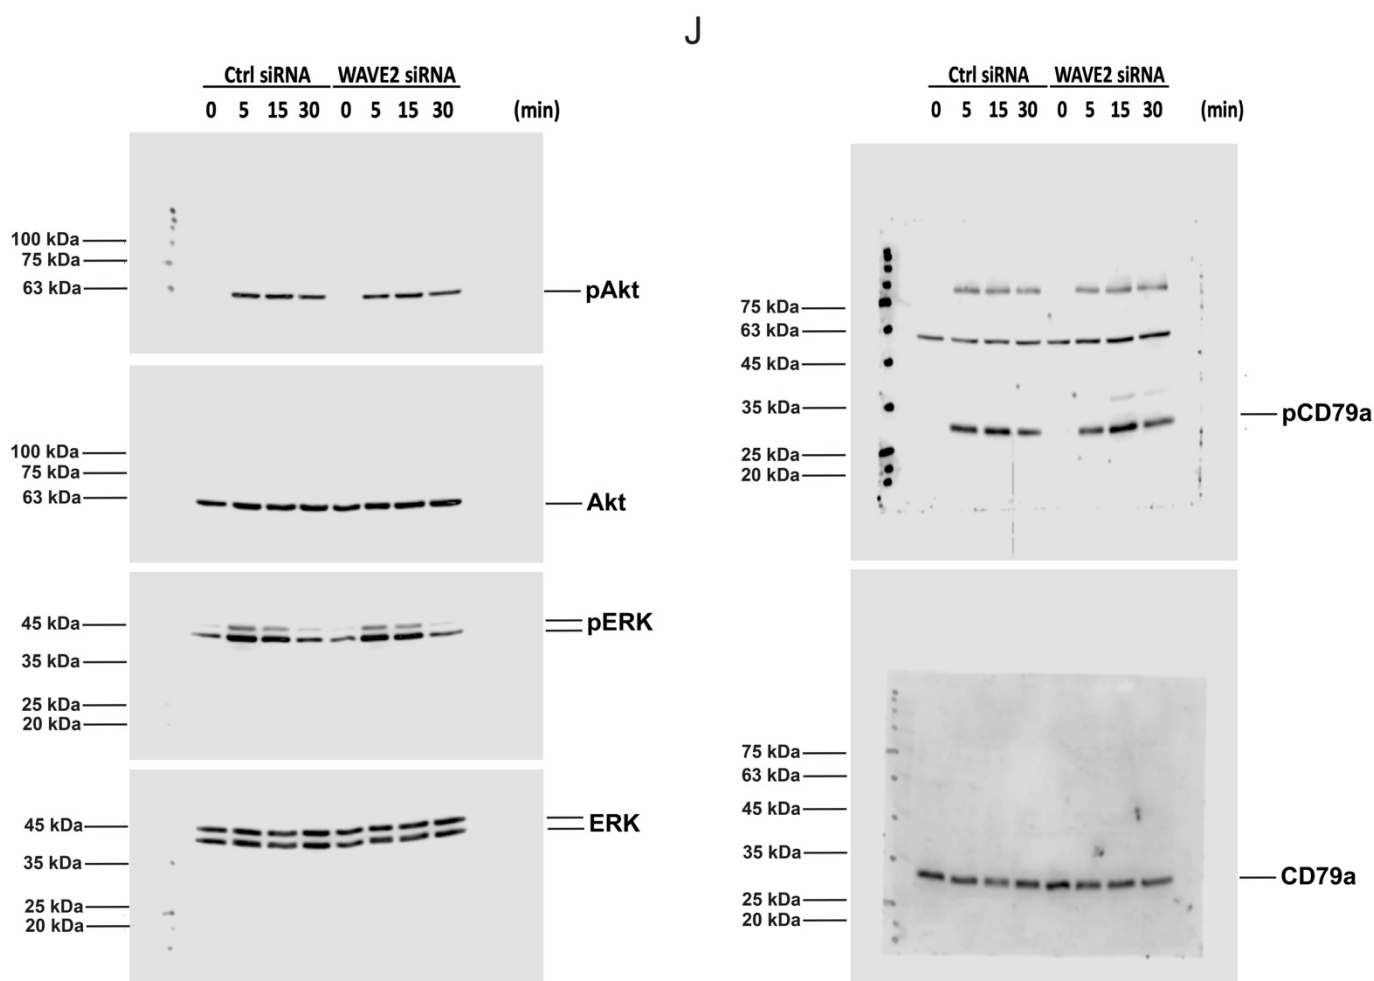 J
Ctrl siRNA WAVE2 siRNA
0 5 15 30 0 5 15 30 (min)
100 kDa
75 kDa
63 kDa
pAkt
100 kDa
75 kDa
63 kDa
Akt
45 kDa
pERK
35 kDa
25 kDa
20 kDa
45 kDa
ERK
35 kDa
25 kDa
20 kDa
Ctrl siRNA WAVE2 siRNA
0 5 15 30 0 5 15 30 (min)
75 kDa
63 kDa
45 kDa
35 kDa
pCD79a
25 kDa
20 kDa
75 kDa
63 kDa
45 kDa
35 kDa
CD79a
25 kDa
20 kDa